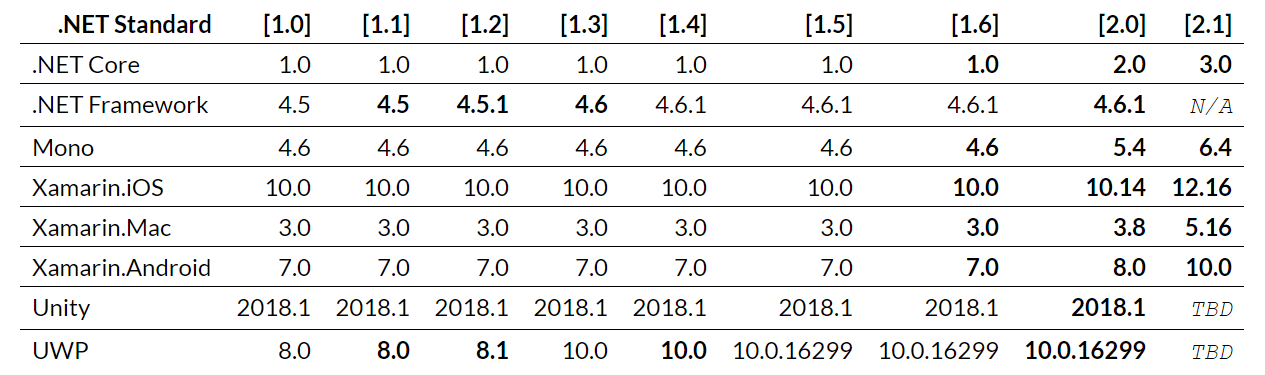 .NET Standard [1.0] [1.1] [1.2] [1.3] [1.4] [1.5] [1.6] [2.0] [2.1]
.NET Core 1.0 1.0 1.0 1.0 1.0 1.0 1.0 2.0 3.0
.NET Framework 4.5 4.5 4.5.1 4.6 4.6.1 4.6.1 4.6.1 4.6.1 N/A
Mono 4.6 4.6 4.6 4.6 4.6 4.6 4.6 5.4 6.4
Xamarin.iOS 10.0 10.0 10.0 10.0 10.0 10.0 10.0 10.14 12.16
Xamarin.Mac 3.0 3.0 3.0 3.0 3.0 3.0 3.0 3.8 5.16
Xamarin.Android 7.0 7.0 7.0 7.0 7.0 7.0 7.0 8.0 10.0
Unity 2018.1 2018.1 2018.1 2018.1 2018.1 2018.1 2018.1 2018.1 TBD
UWP 8.0 8.0 8.1 10.0 10.0 10.0.16299 10.0.16299 10.0.16299 TBD